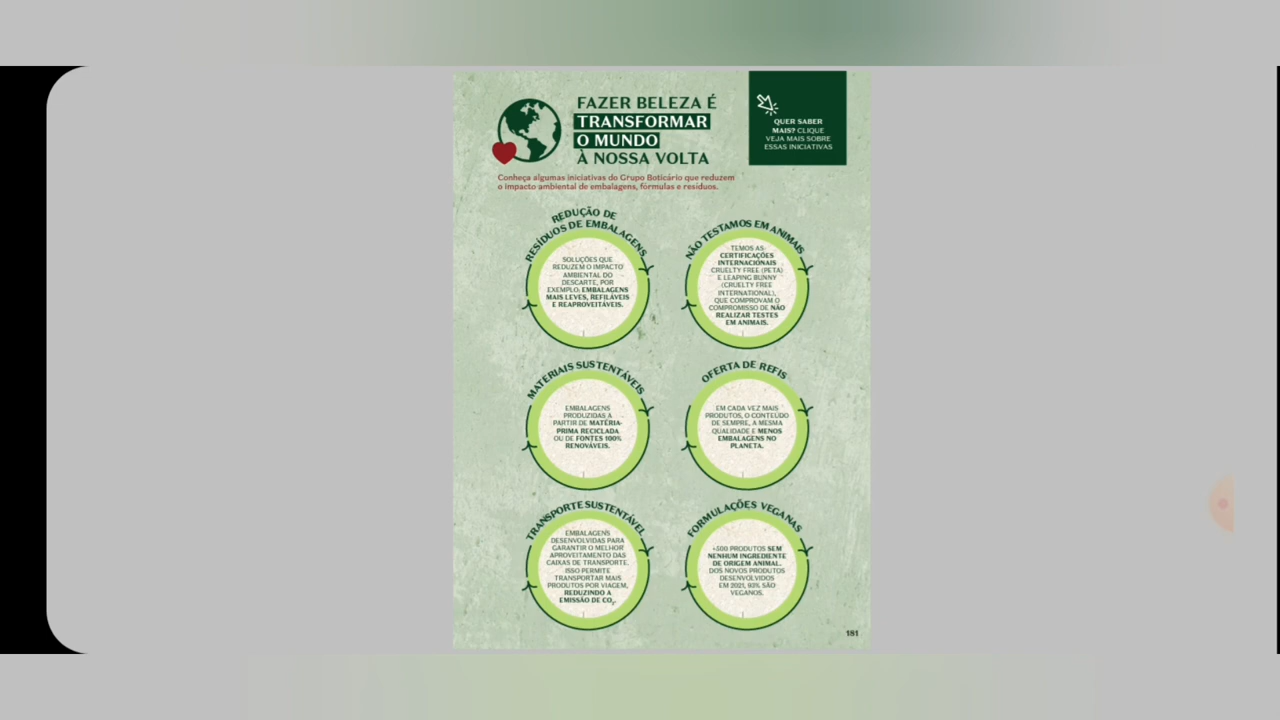 FAZER BELEZA É
TRANSFORMAR
O MUNDO
À NOSSA VOLTA
QUER SABER
MAIS? CLIQUE
VEJA MAIS SOBRE
ESSAS INICIATIVAS
Conheça algumas iniciativas do Grupo Boticário que reduzem
o impacto ambiental de embalagens, fórmulas e resíduos.
REDUÇÃO DE
RESÍDUOS DE EMBALAGENS
SOLUÇÕES QUE
REDUZEM O IMPACTO
AMBIENTAL DO
DESCARTE, POR
EXEMPLO: EMBALAGENS
MAIS LEVES, REFILÁVEIS
E REAPROVEITÁVEIS.
NÃO TESTAMOS EM ANIMAIS
TEMOS AS
CERTIFICAÇÕES
INTERNACIONAIS
CRUELTY FREE (PETA)
E LEAPING BUNNY
(CRUELTY FREE
INTERNATIONAL),
QUE COMPROVAM O
COMPROMISSO DE NÃO
REALIZAR TESTES
EM ANIMAIS.
MATERIAIS SUSTENTÁVEIS
EMBALAGENS
PRODUZIDAS A
PARTIR DE MATÉRIA-
PRIMA RECICLADA
OU DE FONTES 100%
RENOVÁVEIS.
OFERTA DE REFIS
EM CADA VEZ MAIS
PRODUTOS, O CONTEÚDO
DE SEMPRE, A MESMA
QUALIDADE E MENOS
EMBALAGENS NO
PLANETA.
TRANSPORTE SUSTENTÁVEL
EMBALAGENS
DESENVOLVIDAS PARA
GARANTIR O MELHOR
APROVEITAMENTO DAS
CAIXAS DE TRANSPORTE.
ISSO PERMITE
TRANSPORTAR MAIS
PRODUTOS POR VIAGEM,
REDUZINDO A
EMISSÃO DE CO₂.
FORMULAÇÕES VEGANAS
+500 PRODUTOS SEM
NENHUM INGREDIENTE
DE ORIGEM ANIMAL.
DOS NOVOS PRODUTOS
DESENVOLVIDOS
EM 2021, 93% SÃO
VEGANOS.
181